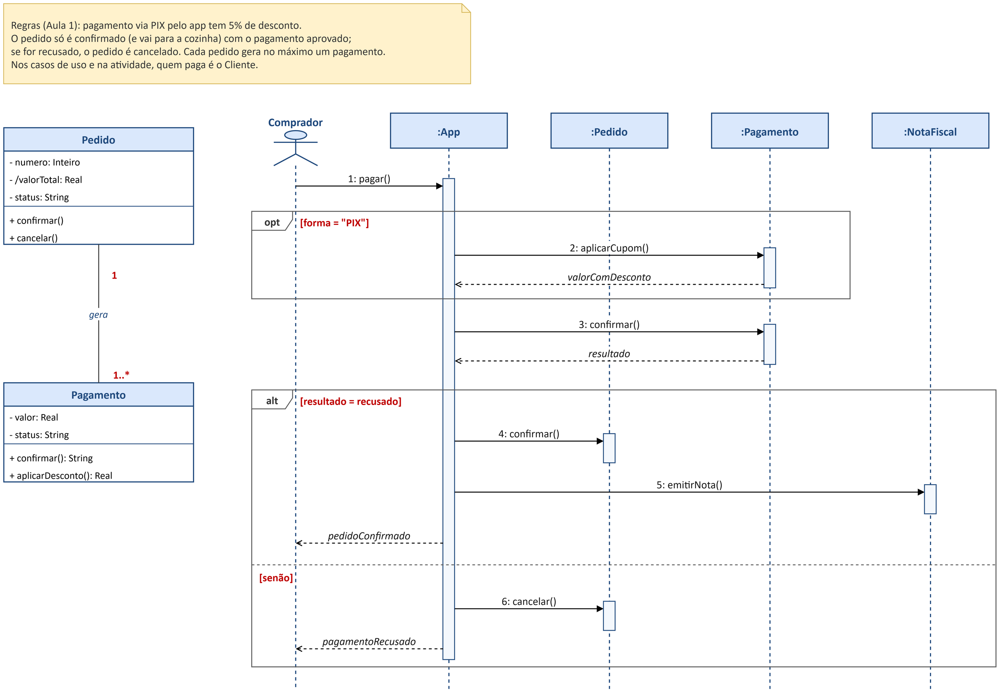 Regras (Aula 1): pagamento via PIX pelo app tem 5% de desconto.
O pedido só é confirmado (e vai para a cozinha) com o pagamento aprovado;
se for recusado, o pedido é cancelado. Cada pedido gera no máximo um pagamento.
Nos casos de uso e na atividade, quem paga é o Cliente.
Pedido
- numero: Inteiro
- /valorTotal: Real
- status: String
+ confirmar()
+ cancelar()
1
gera
1..*
Pagamento
- valor: Real
- status: String
+ confirmar(): String
+ aplicarDesconto(): Real
Comprador
:App
:Pedido
:Pagamento
:NotaFiscal
1: pagar()
opt
[forma = "PIX"]
2: aplicarCupom()
valorComDesconto
3: confirmar()
resultado
alt
[resultado = recusado]
4: confirmar()
5: emitirNota()
pedidoConfirmado
[senão]
6: cancelar()
pagamentoRecusado